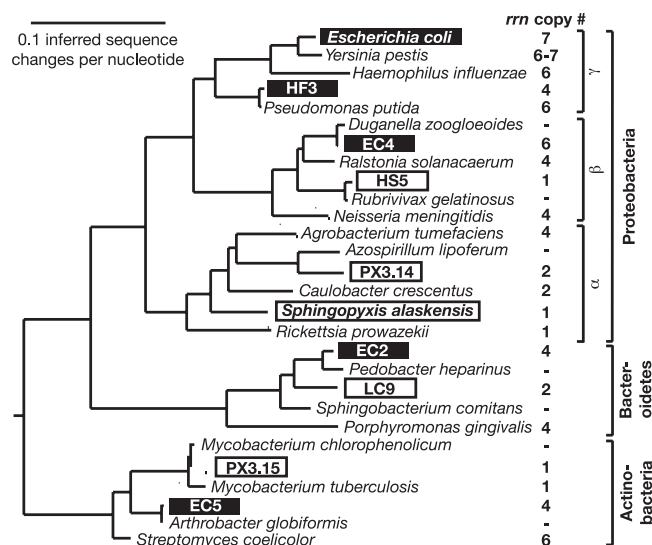 0.1 inferred sequence
changes per nucleotide
rrn copy #
Escherichia coli 7
Yersinia pestis 6-7
Haemophilus influenzae 6
HF3 4
Pseudomonas putida 6
γ
Duganella zoogloeoides -
EC4 6
Ralstonia solanacaerum 4
HS5 1
Rubrivivax gelatinosus -
Neisseria meningitidis 4
β
Agrobacterium tumefaciens 4
Azospirillum lipoferum -
PX3.14 2
Caulobacter crescentus 2
Sphingopyxis alaskensis 1
Rickettsia prowazekii 1
α
Proteobacteria
EC2 4
Pedobacter heparinus -
LC9 2
Sphingobacterium comitans -
Porphyromonas gingivalis 4
Bacter-
oidetes
Mycobacterium chlorophenolicum -
PX3.15 1
Mycobacterium tuberculosis 1
EC5 4
Arthrobacter globiformis -
Streptomyces coelicolor 6
Actino-
bacteria